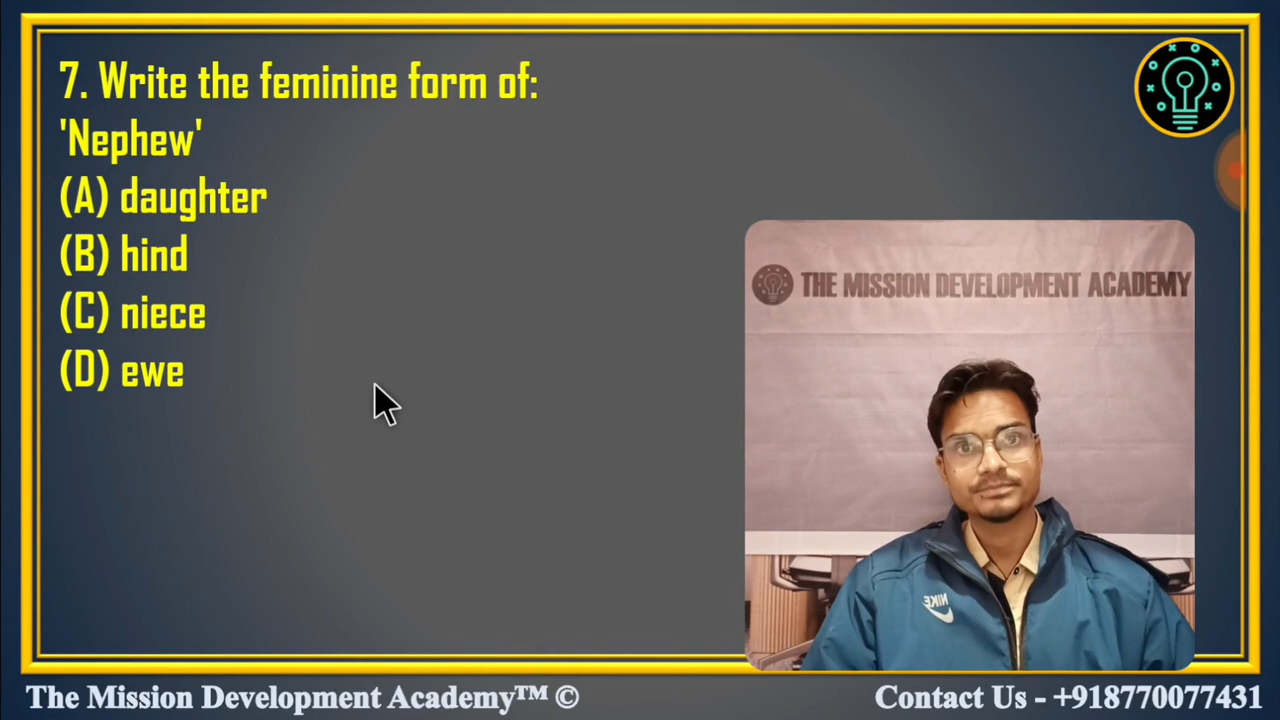 7. Write the feminine form of:
'Nephew'
(A) daughter
(B) hind
(C) niece
(D) ewe
THE MISSION DEVELOPMENT ACADEMY
NIKE
The Mission Development Academy™ ©
Contact Us - +918770077431